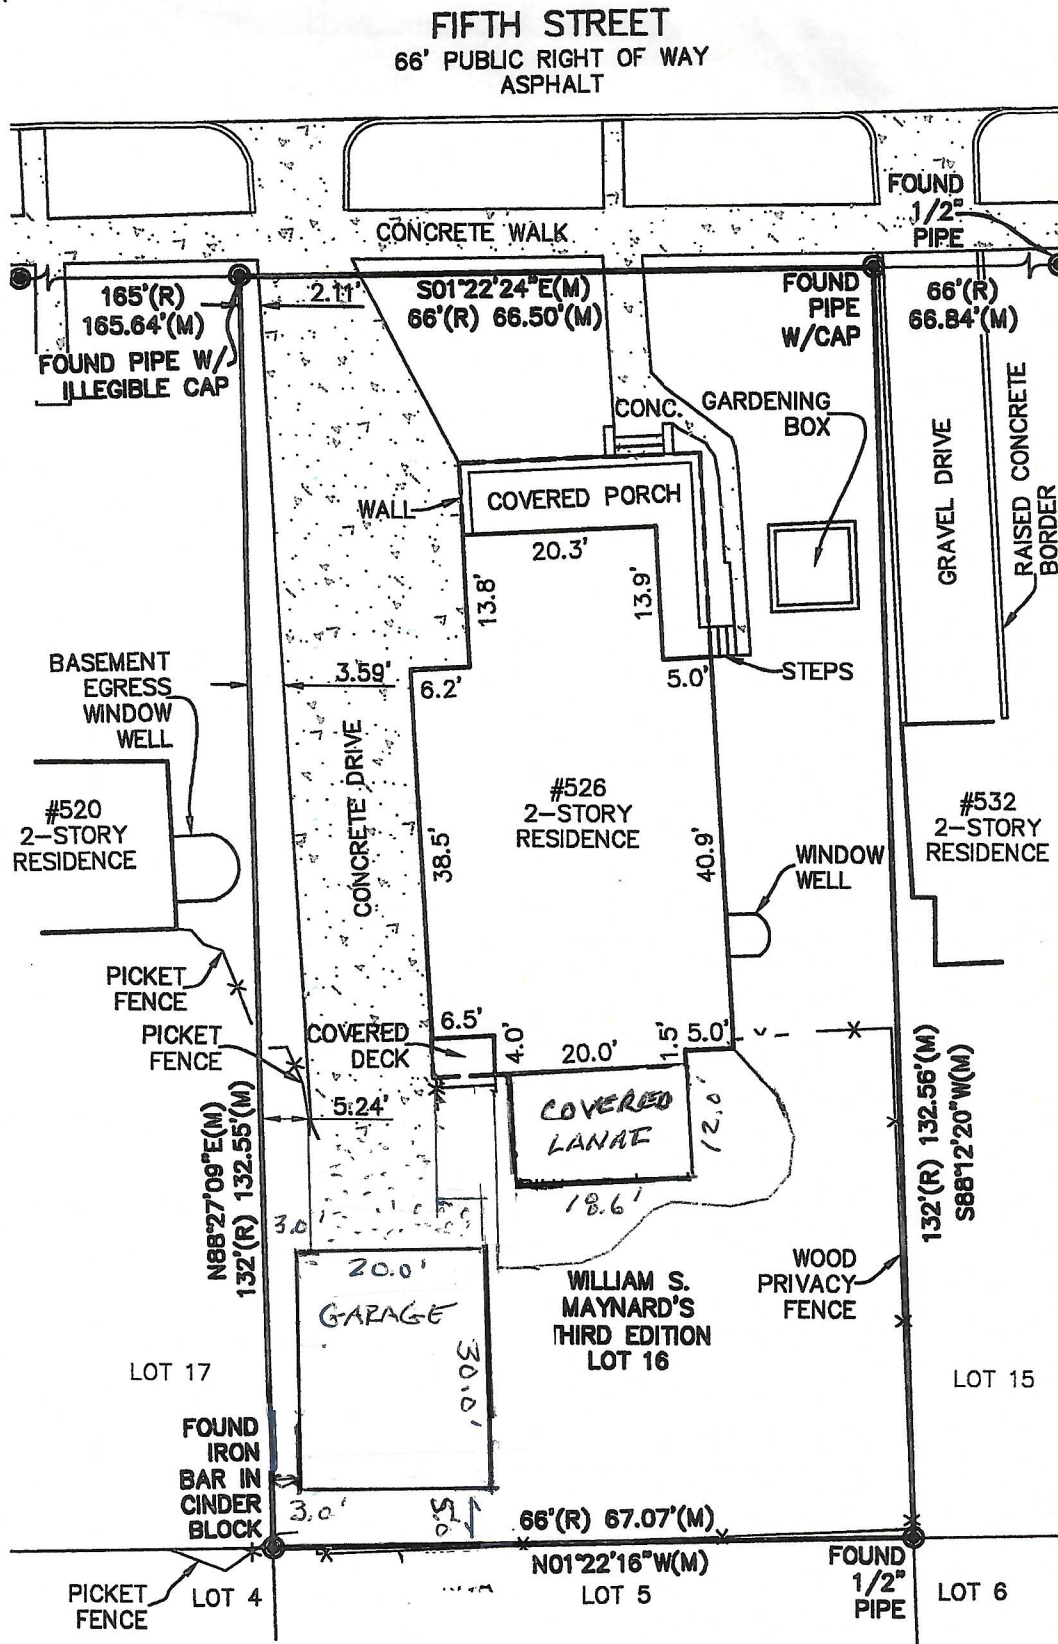 FIFTH STREET
66' PUBLIC RIGHT OF WAY
ASPHALT
FOUND
1/2"
PIPE
CONCRETE WALK
165'(R)
165.64'(M)
2.11'
S01°22'24"E(M)
66'(R) 66.50'(M)
FOUND
PIPE
W/CAP
66'(R)
66.84'(M)
FOUND PIPE W/
ILLEGIBLE CAP
CONC.
GARDENING
BOX
WALL
COVERED PORCH
GRAVEL DRIVE
RAISED CONCRETE
BORDER
20.3'
13.8'
13.9'
BASEMENT
EGRESS
WINDOW
WELL
3.59'
6.2'
5.0'
STEPS
CONCRETE DRIVE
#520
2-STORY
RESIDENCE
#526
2-STORY
RESIDENCE
#532
2-STORY
RESIDENCE
38.5'
40.9'
WINDOW
WELL
PICKET
FENCE
PICKET
FENCE
COVERED
DECK
6.5'
4.0'
20.0'
1.5'
5.0'
5.24'
COVERED
LANAI
12.0'
18.6'
N88°27'09"E(M)
132'(R) 132.55'(M)
132'(R) 132.56'(M)
S88°12'20"W(M)
3.0'
20.0'
GARAGE
30.0'
WILLIAM S.
MAYNARD'S
THIRD EDITION
LOT 16
WOOD
PRIVACY
FENCE
LOT 17
LOT 15
FOUND
IRON
BAR IN
CINDER
BLOCK
3.0'
5.0'
66'(R) 67.07'(M)
N01°22'16"W(M)
FOUND
1/2"
PIPE
PICKET
FENCE
LOT 4
LOT 5
LOT 6